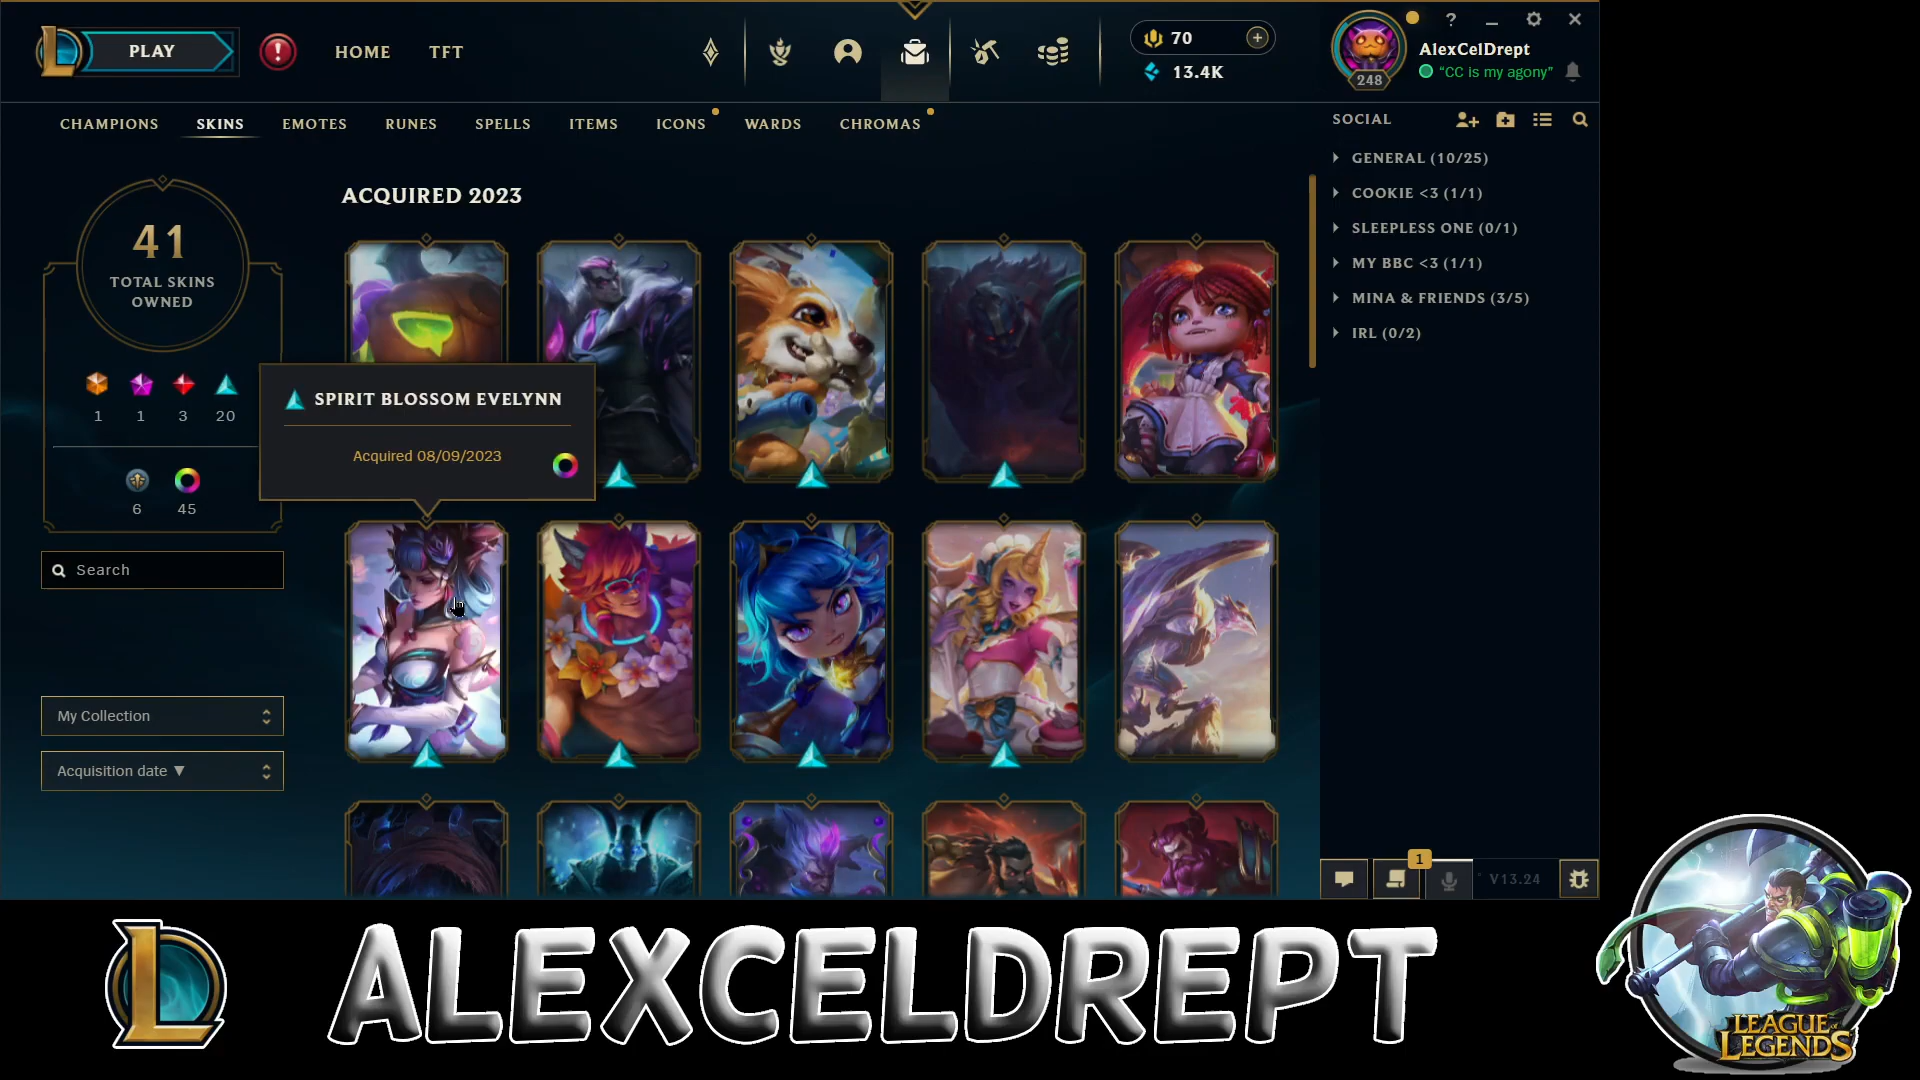 PLAY
HOME
TFT
70
13.4K
248
AlexCelDrept
"CC is my agony"
CHAMPIONS
SKINS
EMOTES
RUNES
SPELLS
ITEMS
ICONS
WARDS
CHROMAS
SOCIAL
GENERAL (10/25)
COOKIE <3 (1/1)
SLEEPLESS ONE (0/1)
MY BBC <3 (1/1)
MINA & FRIENDS (3/5)
IRL (0/2)
ACQUIRED 2023
41
TOTAL SKINS
OWNED
1
1
3
20
6
45
SPIRIT BLOSSOM EVELYNN
Acquired 08/09/2023
Search
My Collection
Acquisition date ▼
1
V13.24
ALEXCELDREPT
LEAGUE of
LEGENDS